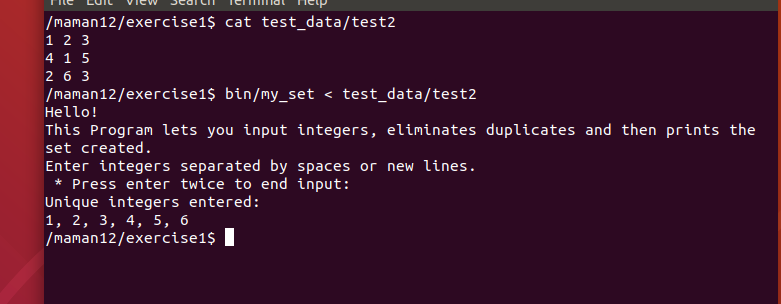 File Edit View Search Terminal Help
/maman12/exercise1$ cat test_data/test2
1 2 3
4 1 5
2 6 3
/maman12/exercise1$ bin/my_set < test_data/test2
Hello!
This Program lets you input integers, eliminates duplicates and then prints the
set created.
Enter integers separated by spaces or new lines.
 * Press enter twice to end input:
Unique integers entered:
1, 2, 3, 4, 5, 6
/maman12/exercise1$